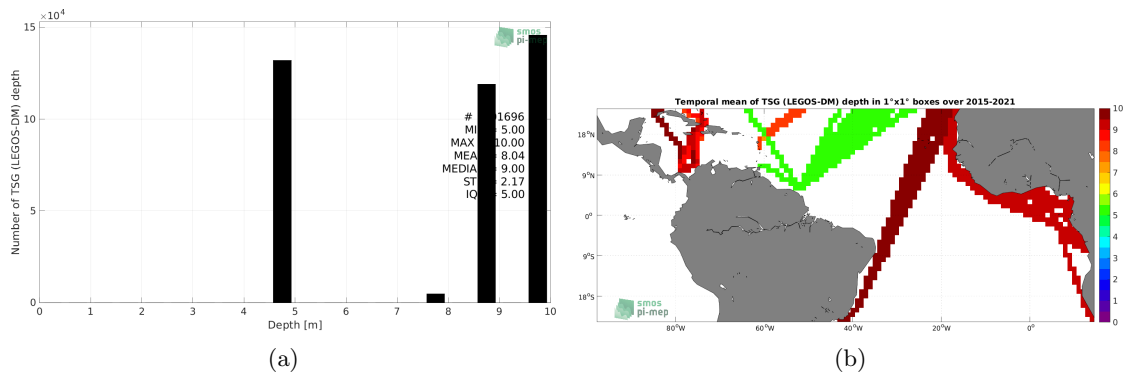 ×10⁴
15
10
5
0
Number of TSG (LEGOS-DM) depth
smos
pi-mep
# 1696
MI 5.00
MAX 10.00
MEA 8.04
MEDIA 9.00
ST 2.17
IQ 5.00
0 1 2 3 4 5 6 7 8 9 10
Depth [m]
(a)
Temporal mean of TSG (LEGOS-DM) depth in 1°x1° boxes over 2015-2021
18°N
9°N
0°
9°S
18°S
80°W 60°W 40°W 20°W 0°
smos
pi-mep
10
9
8
7
6
5
4
3
2
1
0
(b)